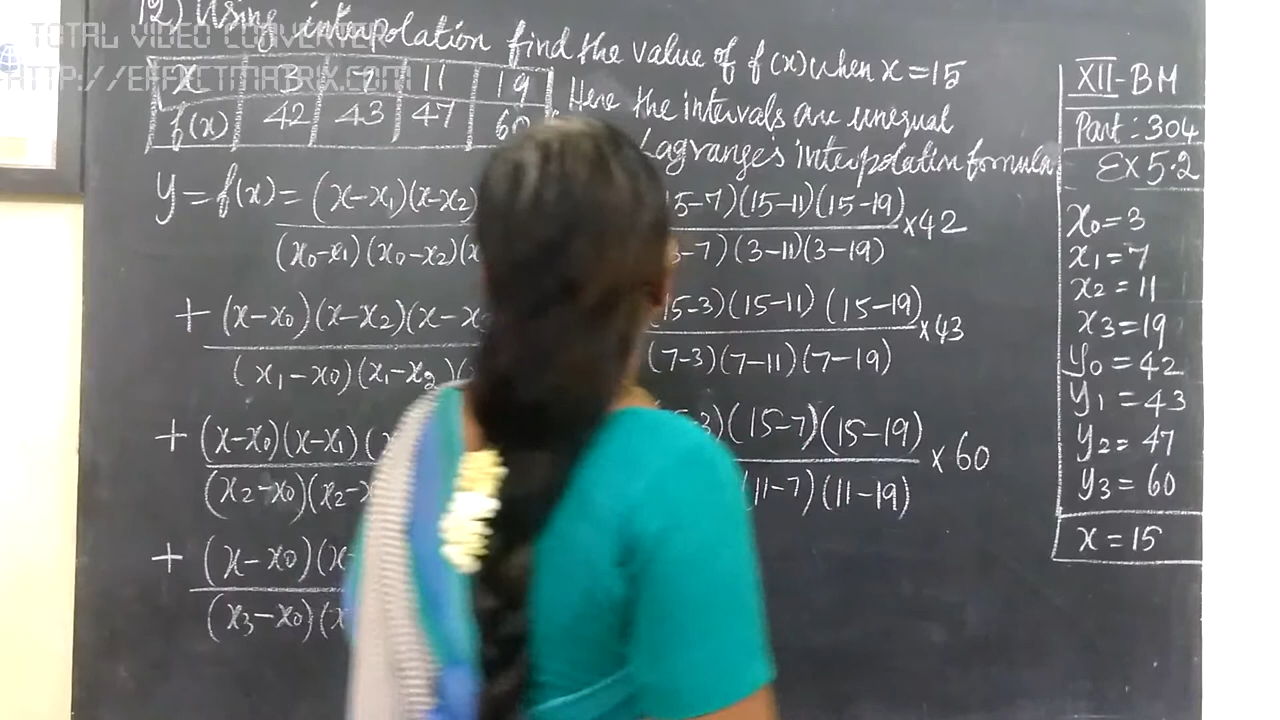 TOTAL VIDEO CONVERTER
HTTP://EFFECTMATRIX.COM
12) Using interpolation find the value of f(x) when x=15
x 3 7 11 19
f(x) 42 43 47 60
Here the intervals are unequal
Lagrange's interpolation formula
y = f(x) = (x-x₁)(x-x₂)
(x₀-x₁)(x₀-x₂)(x
5-7)(15-11)(15-19) ×42
3-7)(3-11)(3-19)
+ (x-x₀)(x-x₂)(x-x
(x₁-x₀)(x₁-x₂)(
15-3)(15-11)(15-19) ×43
(7-3)(7-11)(7-19)
+ (x-x₀)(x-x₁)(
(x₂-x₀)(x₂-x
-3)(15-7)(15-19) × 60
(11-7)(11-19)
+ (x-x₀)(x-
(x₃-x₀)(x
XII-BM
Part: 304
Ex 5.2
x₀=3
x₁=7
x₂=11
x₃=19
y₀=42
y₁=43
y₂=47
y₃=60
x=15